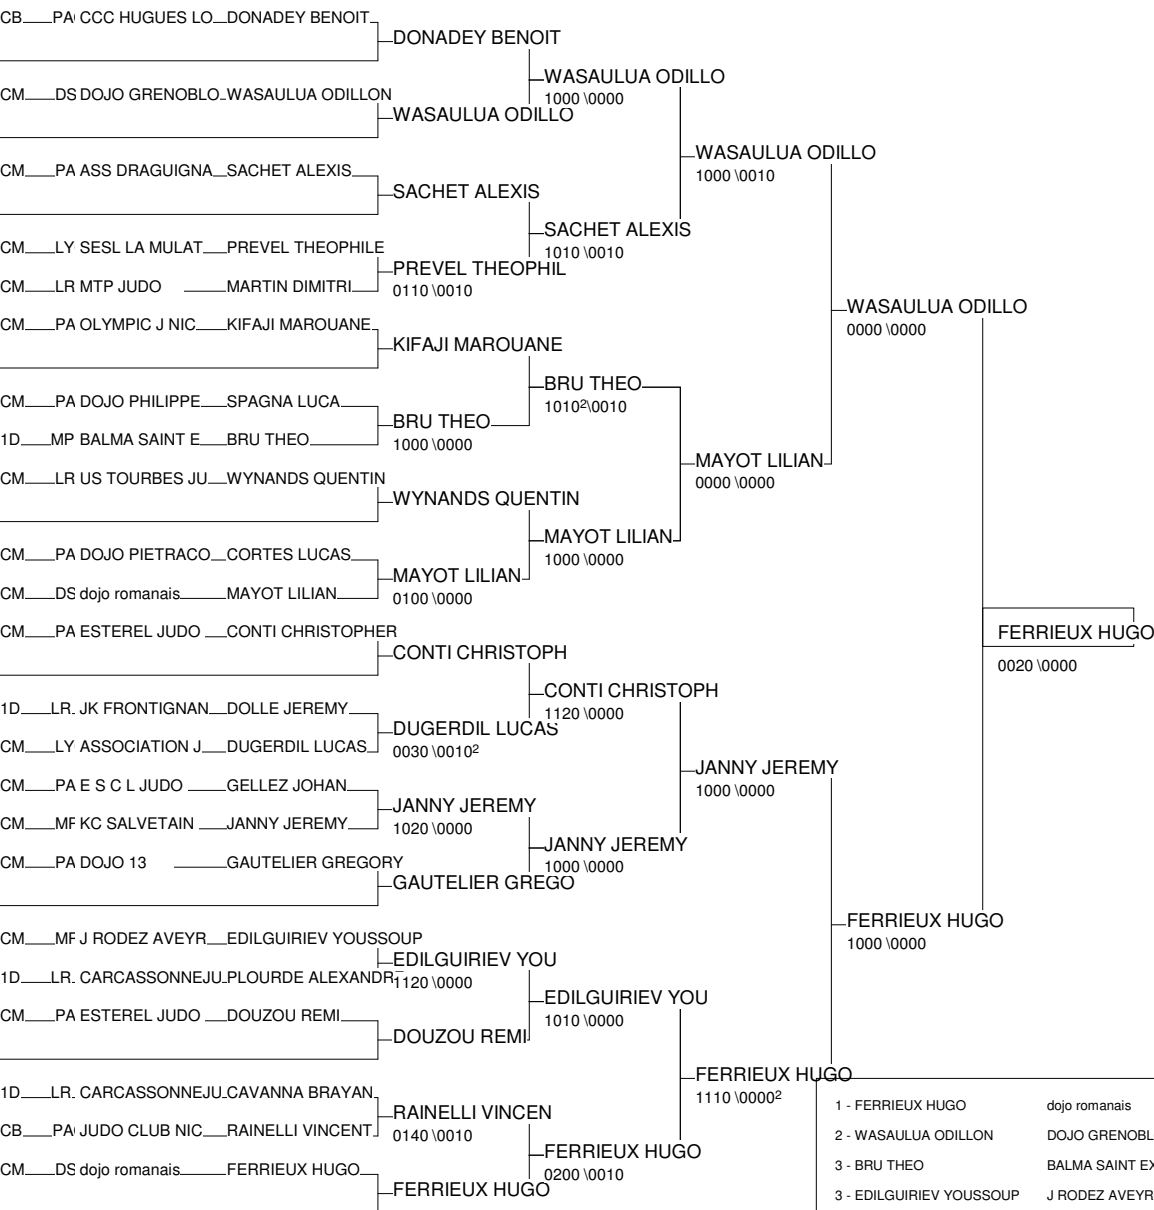 CB PA CCC HUGUES LO DONADEY BENOIT
DONADEY BENOIT
WASAULUA ODILLO
1000 \0000
CM DS DOJO GRENOBLO WASAULUA ODILLON
WASAULUA ODILLO
WASAULUA ODILLO
1000 \0010
CM PA ASS DRAGUIGNA SACHET ALEXIS
SACHET ALEXIS
SACHET ALEXIS
1010 \0010
CM LY SESL LA MULAT PREVEL THEOPHILE
PREVEL THEOPHIL
0110 \0010
CM LR MTP JUDO MARTIN DIMITRI
WASAULUA ODILLO
0000 \0000
CM PA OLYMPIC J NIC KIFAJI MAROUANE
KIFAJI MAROUANE
BRU THEO
1010²\0010
CM PA DOJO PHILIPPE SPAGNA LUCA
BRU THEO
1000 \0000
1D MP BALMA SAINT E BRU THEO
MAYOT LILIAN
0000 \0000
CM LR US TOURBES JU WYNANDS QUENTIN
WYNANDS QUENTIN
MAYOT LILIAN
1000 \0000
CM PA DOJO PIETRACO CORTES LUCAS
MAYOT LILIAN
0100 \0000
CM DS dojo romanais MAYOT LILIAN
FERRIEUX HUGO
0020 \0000
CM PA ESTEREL JUDO CONTI CHRISTOPHER
CONTI CHRISTOPH
CONTI CHRISTOPH
1120 \0000
1D LR JK FRONTIGNAN DOLLE JEREMY
DUGERDIL LUCAS
0030 \0010²
CM LY ASSOCIATION J DUGERDIL LUCAS
JANNY JEREMY
1000 \0000
CM PA E S C L JUDO GELLEZ JOHAN
JANNY JEREMY
1020 \0000
CM MP KC SALVETAIN JANNY JEREMY
JANNY JEREMY
1000 \0000
CM PA DOJO 13 GAUTELIER GREGORY
GAUTELIER GREGO
FERRIEUX HUGO
1000 \0000
CM MP J RODEZ AVEYR EDILGUIRIEV YOUSSOUP
EDILGUIRIEV YOU
1120 \0000
1D LR CARCASSONNEJU PLOURDE ALEXANDR
EDILGUIRIEV YOU
1010 \0000
CM PA ESTEREL JUDO DOUZOU REMI
DOUZOU REMI
FERRIEUX HUGO
1110 \0000²
1D LR CARCASSONNEJU CAVANNA BRAYAN
RAINELLI VINCEN
0140 \0010
CB PA JUDO CLUB NIC RAINELLI VINCENT
FERRIEUX HUGO
0200 \0010
CM DS dojo romanais FERRIEUX HUGO
FERRIEUX HUGO
1 - FERRIEUX HUGO dojo romanais
2 - WASAULUA ODILLON DOJO GRENOBL
3 - BRU THEO BALMA SAINT EX
3 - EDILGUIRIEV YOUSSOUP J RODEZ AVEYR